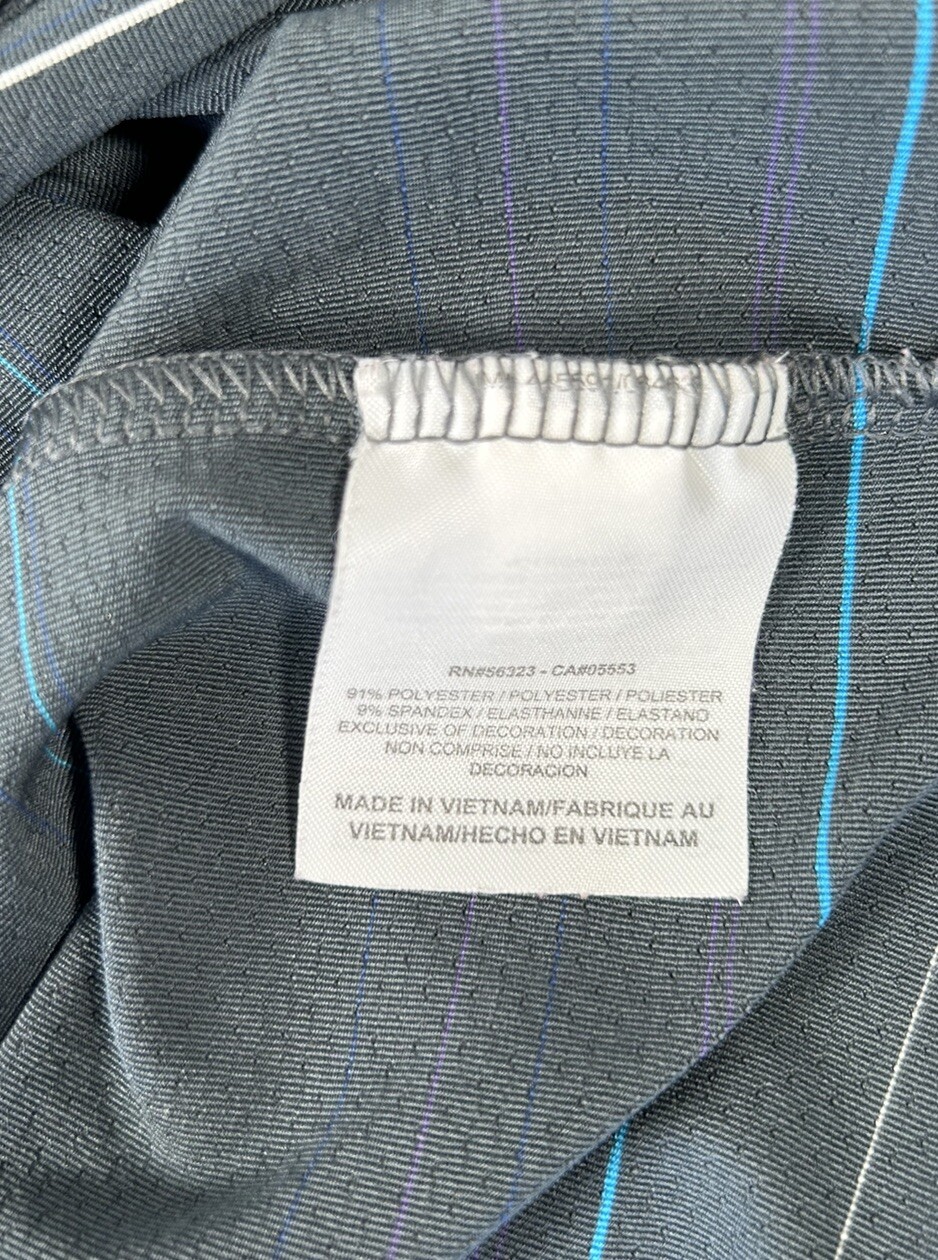 RN#56323 - CA#05553
91% POLYESTER / POLYESTER / POLIESTER
9% SPANDEX / ELASTHANNE / ELASTANO
EXCLUSIVE OF DECORATION / DECORATION
NON COMPRISE / NO INCLUYE LA
DECORACION
MADE IN VIETNAM/FABRIQUE AU
VIETNAM/HECHO EN VIETNAM